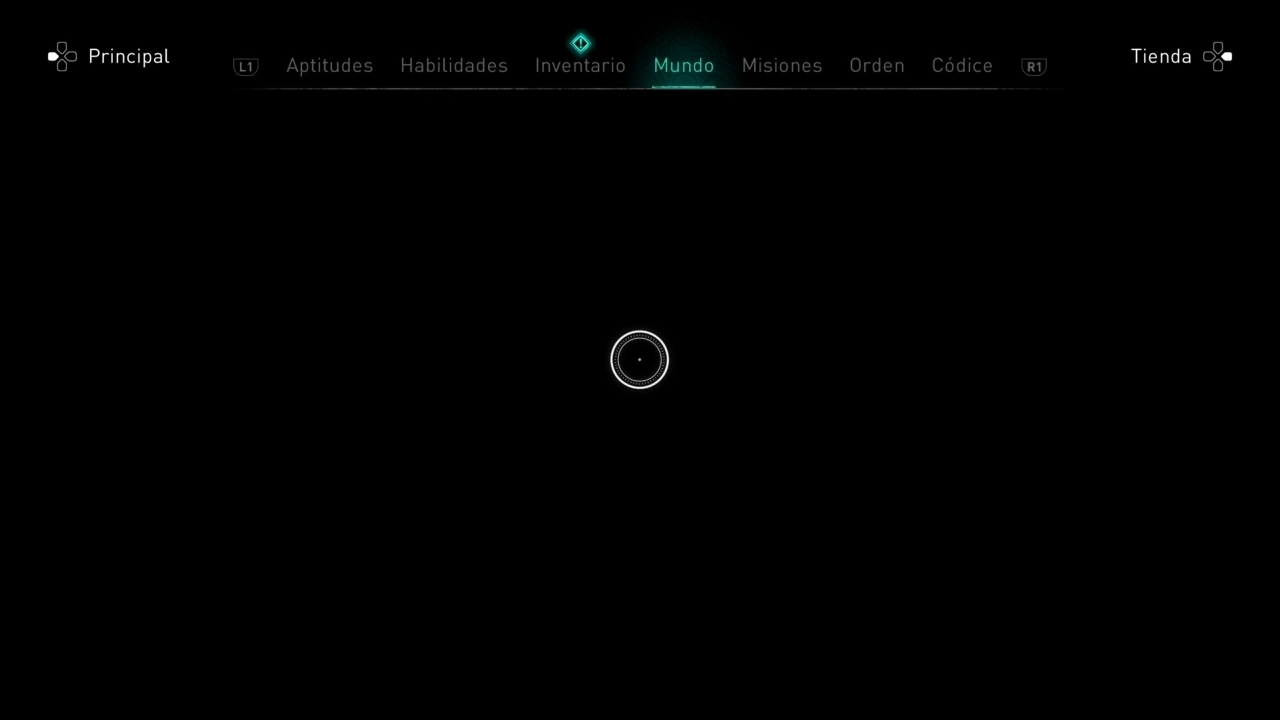 Principal
L1 Aptitudes Habilidades Inventario Mundo Misiones Orden Códice R1
Tienda